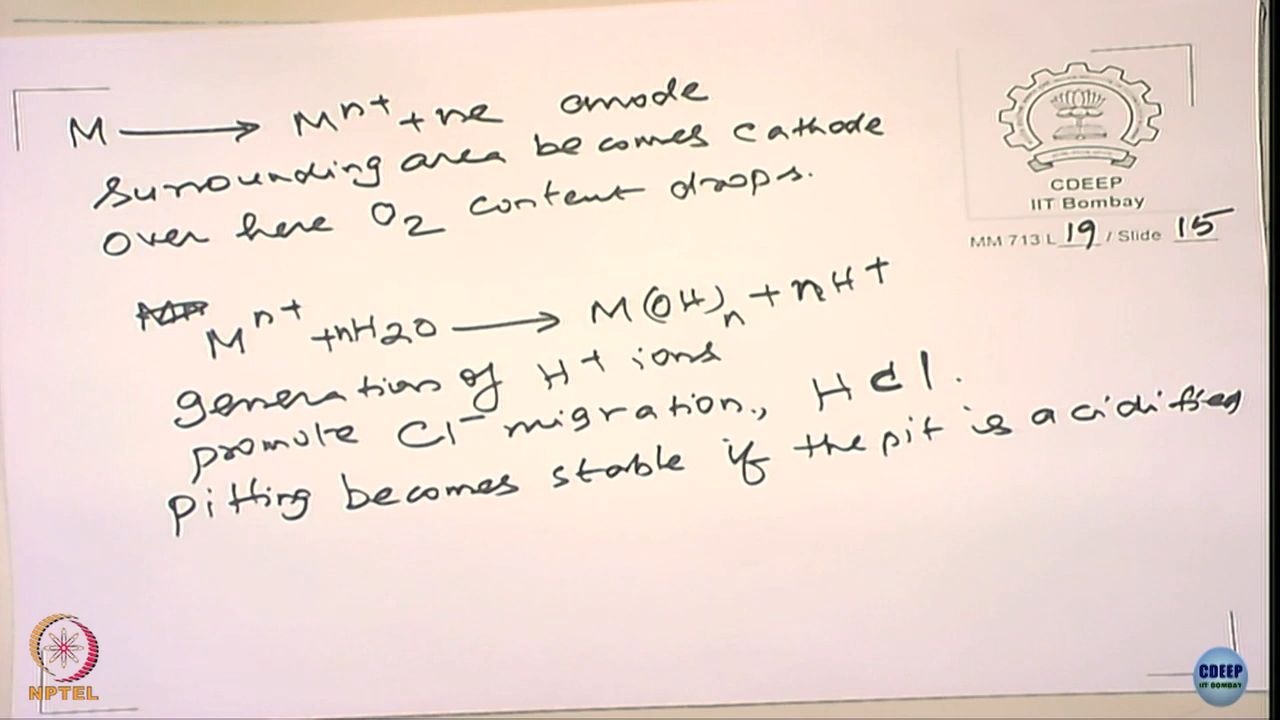 M ⟶ Mⁿ⁺ + ne anode
Surrounding area becomes cathode
over here O₂ content drops.
CDEEP
IIT Bombay
MM 713 L 19 / Slide 15
Mⁿ⁺ + nH2O ⟶ M(OH)ₙ + nH⁺
generation of H⁺ ions
promote Cl⁻ migration., HCl.
Pitting becomes stable if the pit is acidified
NPTEL
CDEEP
IIT BOMBAY